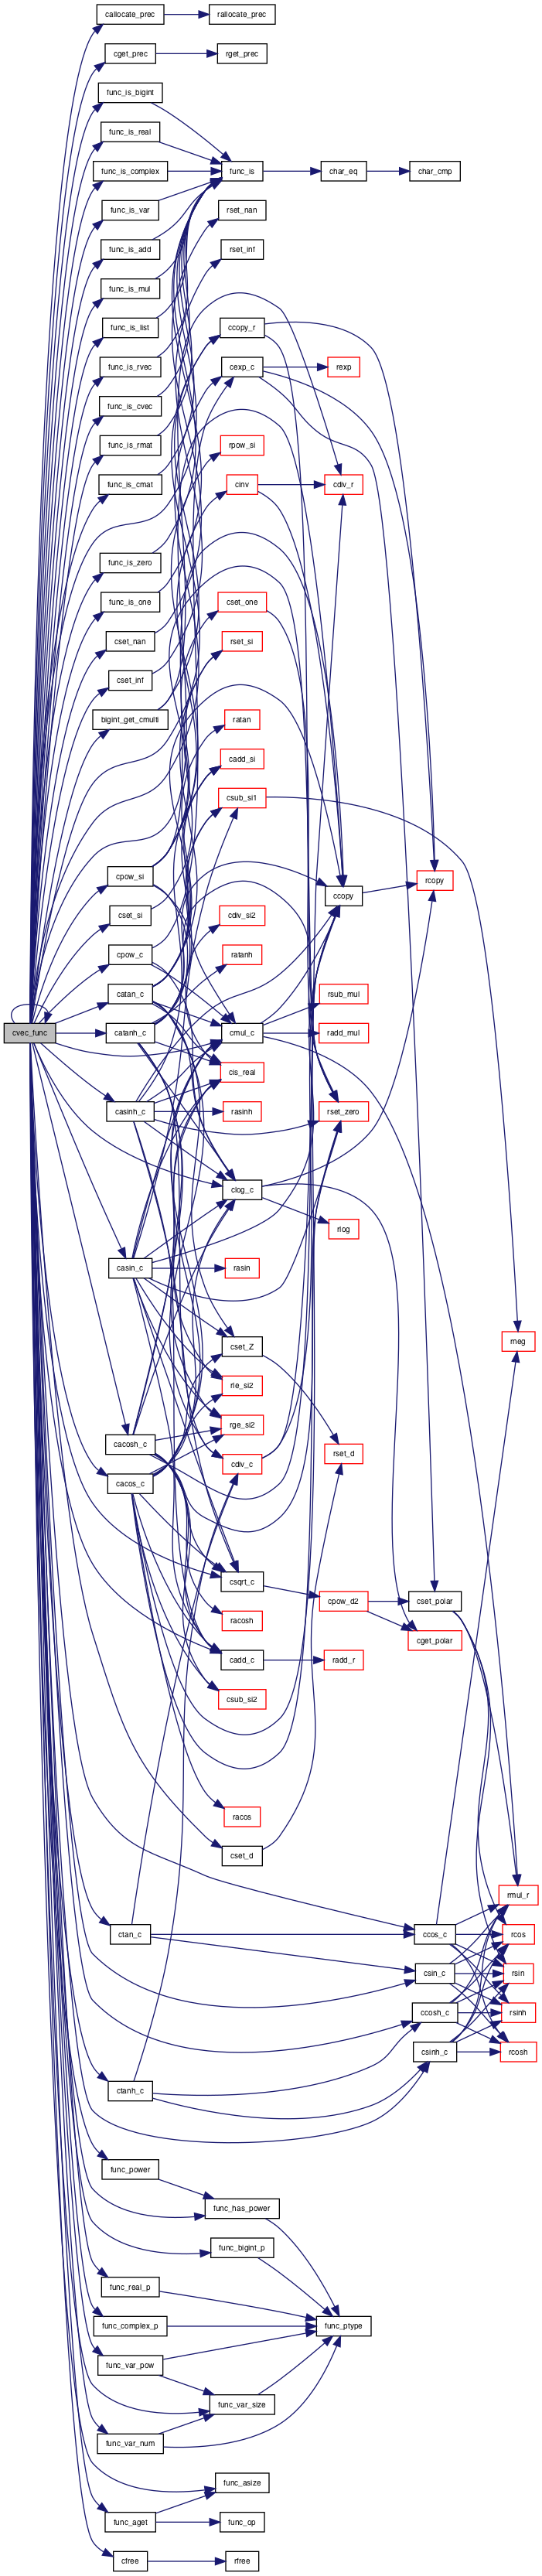 callocate_prec
rallocate_prec
cget_prec
rget_prec
func_is_bigint
func_is_real
func_is_complex
func_is
char_eq
char_cmp
func_is_var
rset_nan
func_is_add
rset_inf
func_is_mul
func_is_list
ccopy_r
func_is_rvec
cexp_c
rexp
func_is_cvec
func_is_rmat
rpow_si
func_is_cmat
cinv
cdiv_r
func_is_zero
func_is_one
cset_one
cset_nan
rset_si
cset_inf
bigint_get_cmulti
ratan
cadd_si
csub_si1
cpow_si
rcopy
ccopy
cset_si
cdiv_si2
cpow_c
ratanh
catan_c
rsub_mul
cvec_func
catanh_c
cmul_c
radd_mul
cis_real
casinh_c
rasinh
rset_zero
clog_c
rlog
casin_c
rasin
cset_Z
rneg
rle_si2
rge_si2
cacosh_c
rset_d
cdiv_c
cacos_c
csqrt_c
cpow_d2
cset_polar
racosh
cget_polar
cadd_c
radd_r
csub_si2
racos
cset_d
rmul_r
ctan_c
ccos_c
rcos
csin_c
rsin
ccosh_c
rsinh
csinh_c
rcosh
ctanh_c
func_power
func_has_power
func_bigint_p
func_real_p
func_complex_p
func_ptype
func_var_pow
func_var_size
func_var_num
func_asize
func_aget
func_op
cfree
rfree